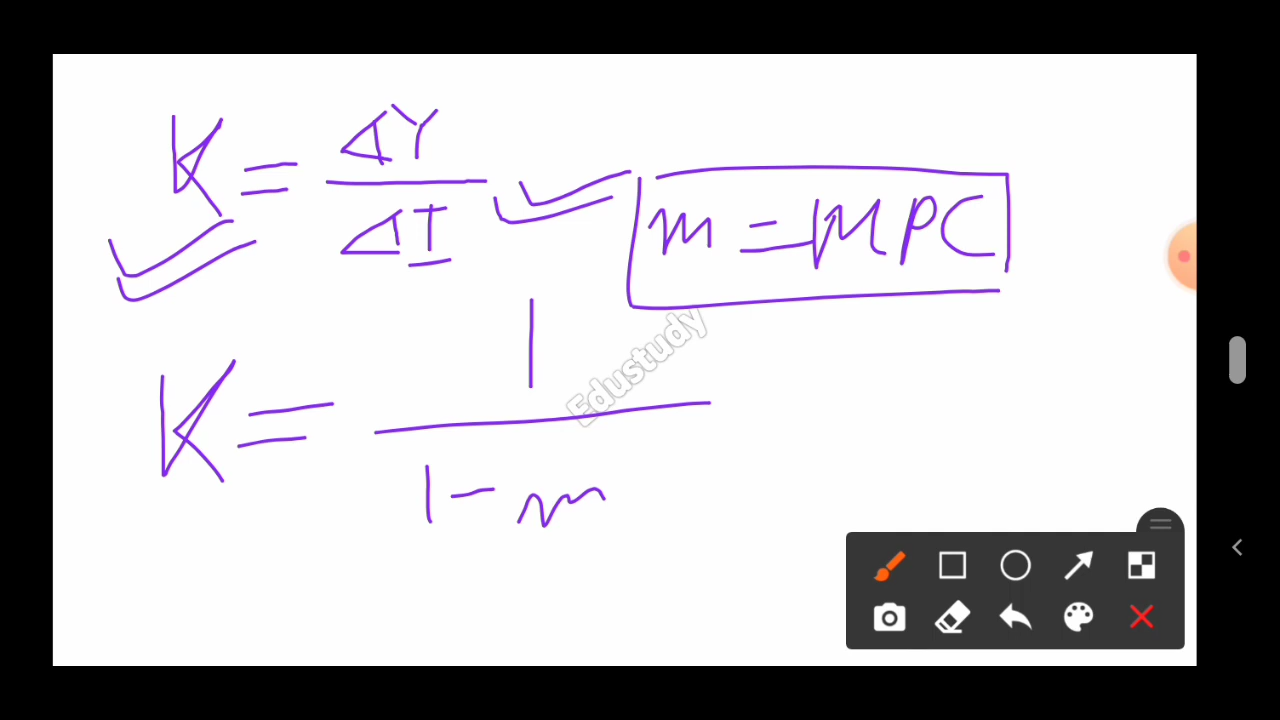 K = ΔY / ΔI
m = MPC
K = 1 / 1 - m
Edustudy